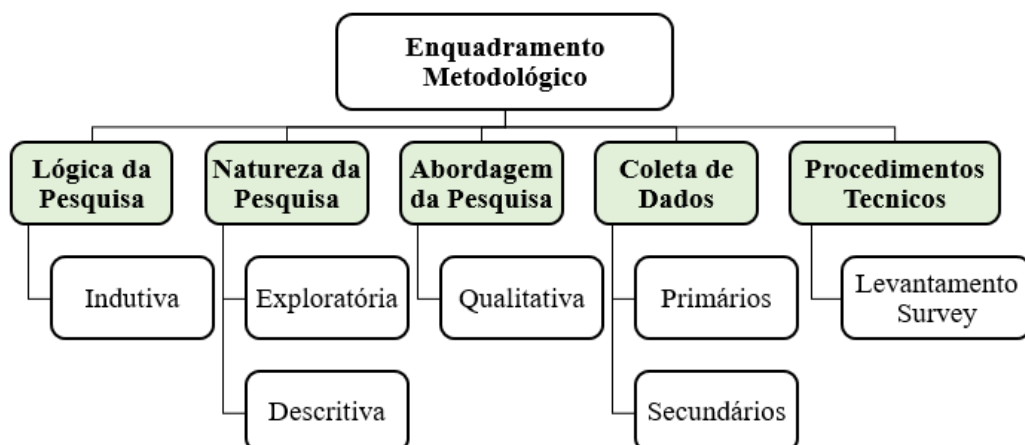 Enquadramento
Metodológico
Lógica da
Pesquisa
Natureza da
Pesquisa
Abordagem
da Pesquisa
Coleta de
Dados
Procedimentos
Tecnicos
Indutiva
Exploratória
Qualitativa
Primários
Levantamento
Survey
Descritiva
Secundários